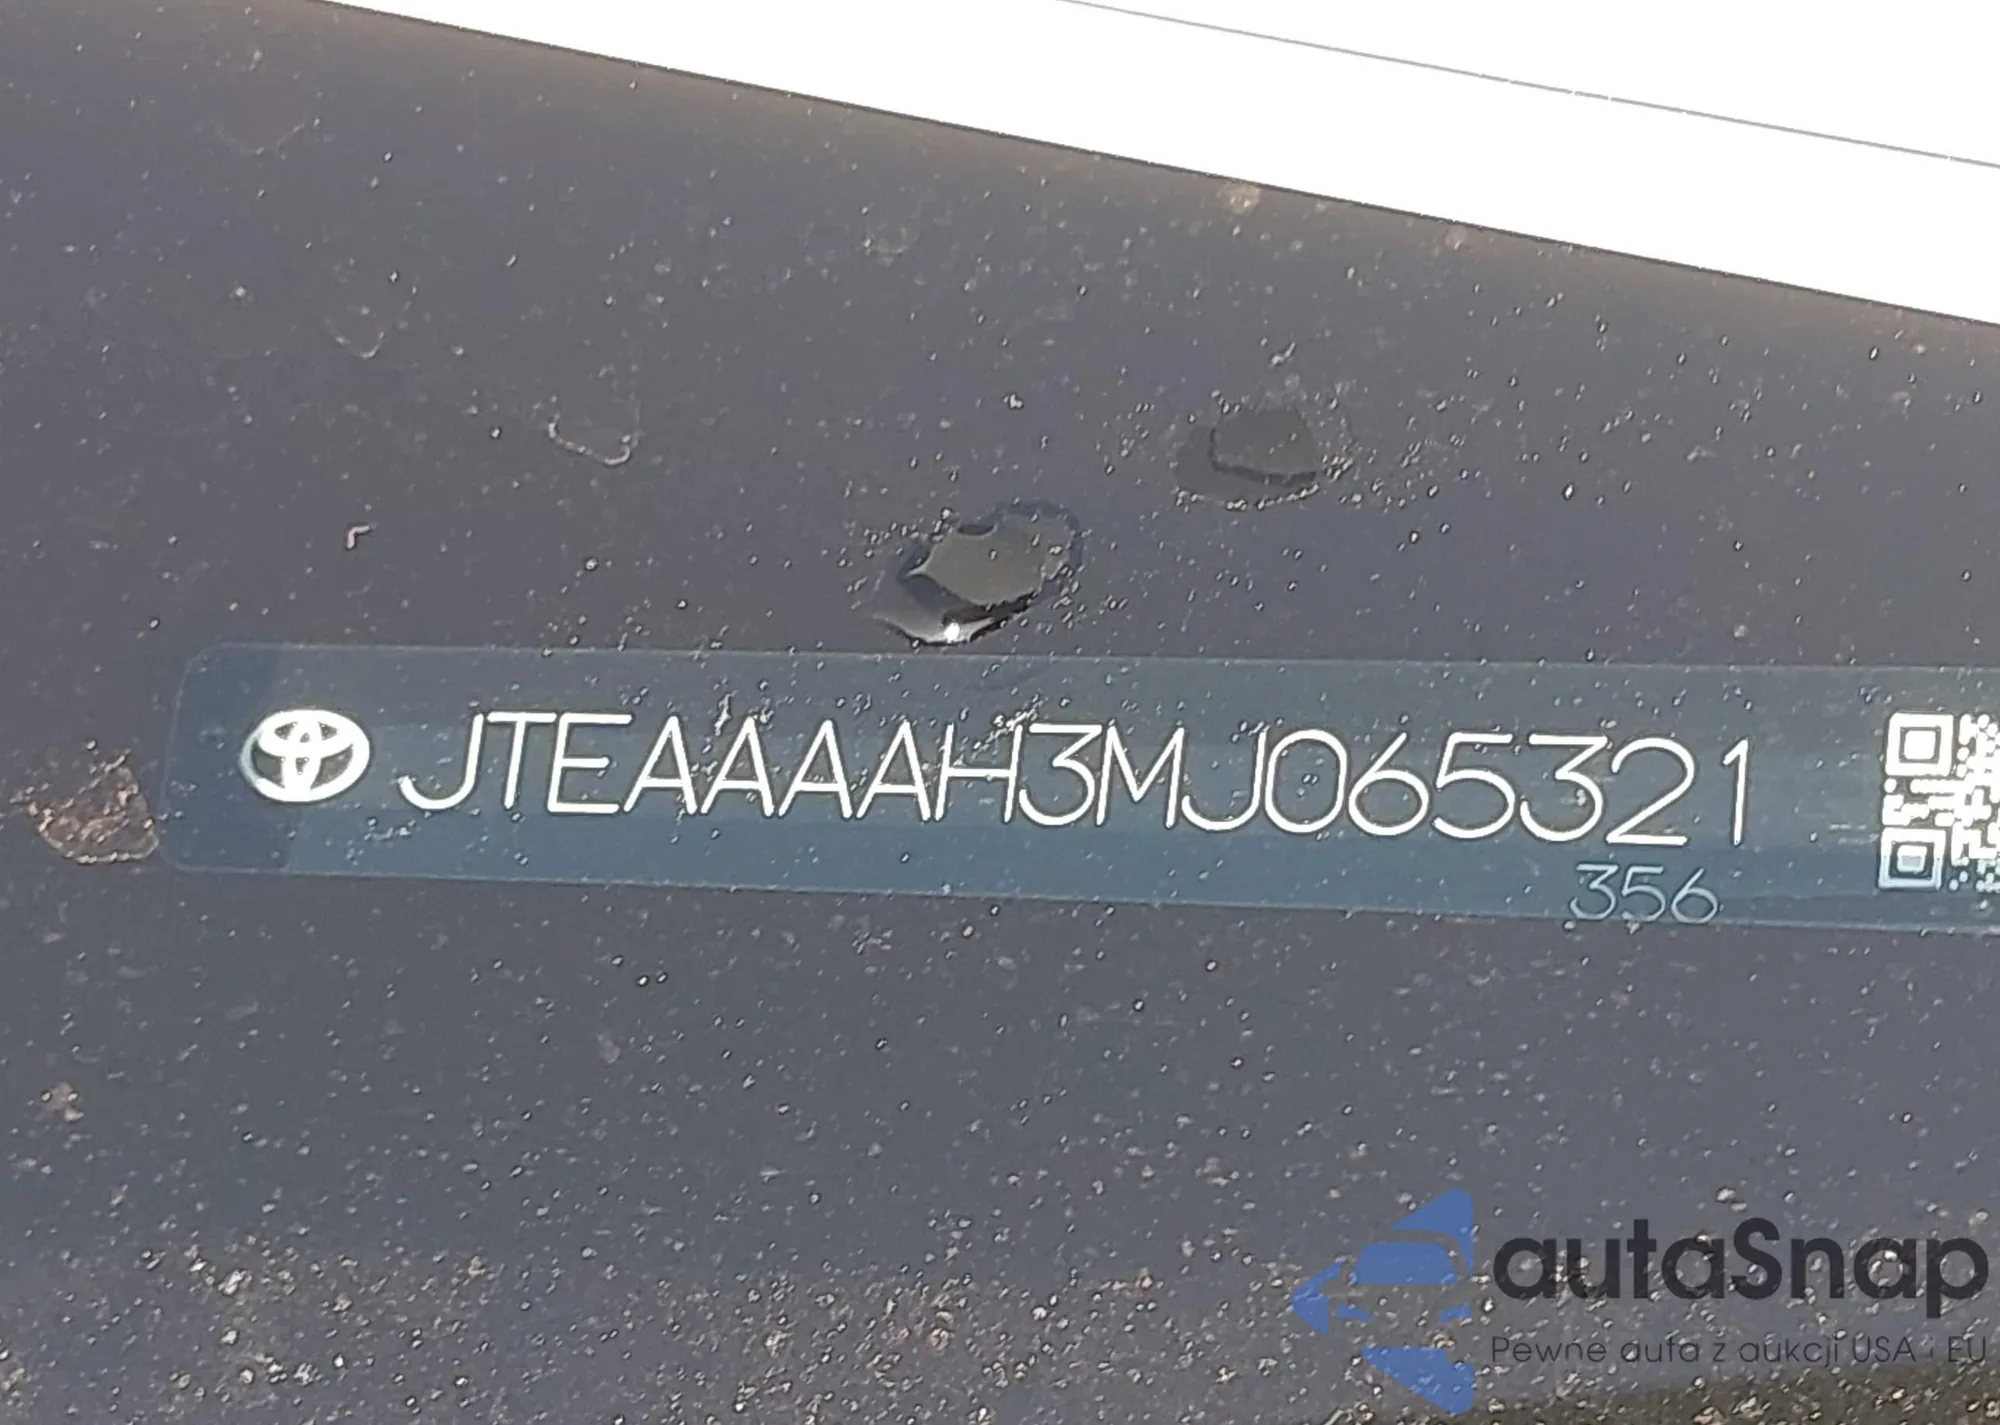 JTEAAAAH3MJ065321
356
autaSnap
Pewne auta z aukcji USA i EU